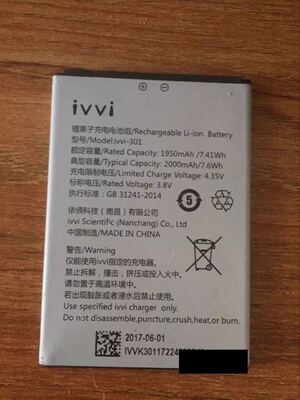 ivvi
锂离子充电电池组/Rechargeable Li-ion Battery
型号/Model:ivvi-301
额定容量/Rated Capacity: 1950mAh/7.41Wh
典型容量/Typical Capacity: 2000mAh/7.6Wh
充电限制电压/Limited Charge Voltage: 4.35V
标称电压/Rated Voltage: 3.8V
执行标准/GB 31241-2014
依偎科技（南昌）有限公司
ivvi Scientific (Nanchang) Co., Ltd
中国制造/MADE IN CHINA
5
警告/Warning:
仅能使用ivvi指定的充电器。
禁止拆解、撞击、挤压或投入火中。
请勿置于高温环境中。
若出现鼓胀或者浸水后禁止使用。
Use specified ivvi charger only.
Do not disassemble,puncture,crush,heat,or burn.
2017-06-01
IVVK3011722